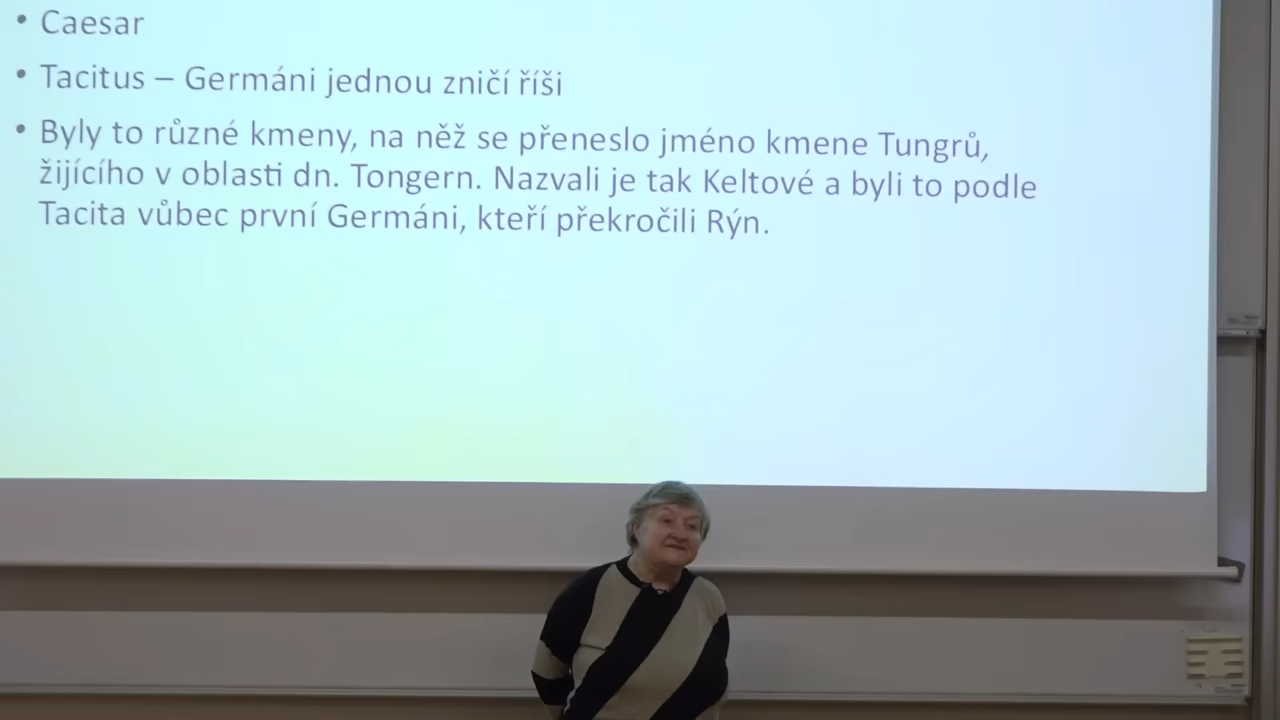 • Caesar
• Tacitus – Germáni jednou zničí říši
• Byly to různé kmeny, na něž se přeneslo jméno kmene Tungrů,
žijícího v oblasti dn. Tongern. Nazvali je tak Keltové a byli to podle
Tacita vůbec první Germáni, kteří překročili Rýn.